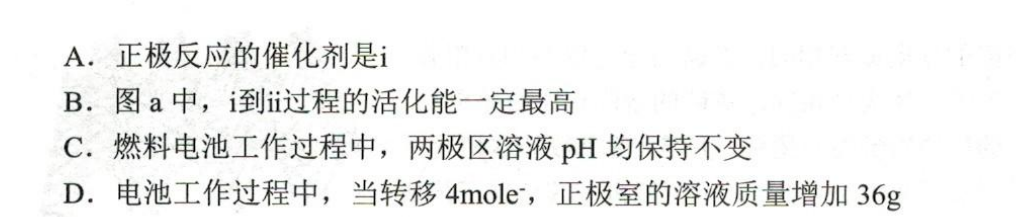 A．正极反应的催化剂是i
B．图 a 中，i到ii过程的活化能一定最高
C．燃料电池工作过程中，两极区溶液 pH 均保持不变
D．电池工作过程中，当转移 4mole⁻，正极室的溶液质量增加 36g